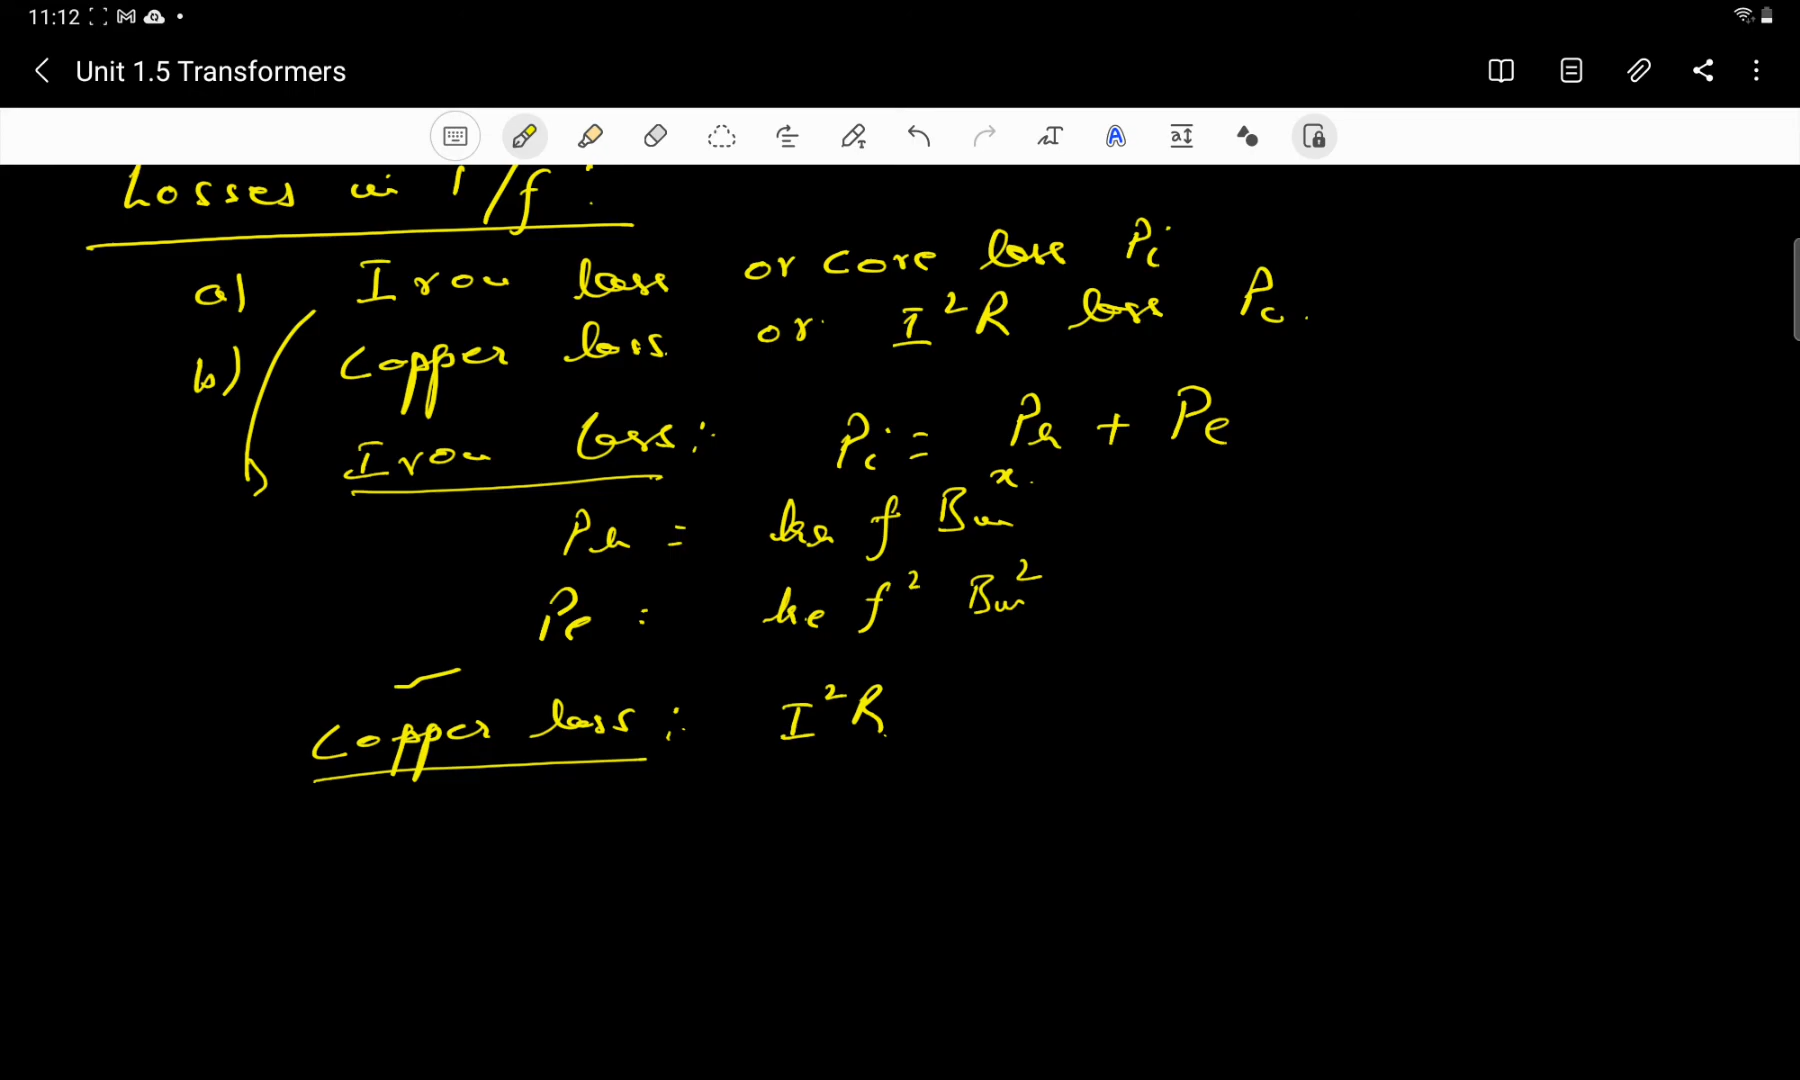 11:12
Unit 1.5 Transformers
Losses in T/f :
a) Iron loss or core loss Pi
b) Copper loss or I²R loss Pc.
Iron loss : Pi = Ph + Pe
Ph = kh f Bm^x
Pe = ke f² Bm²
Copper loss : I²R